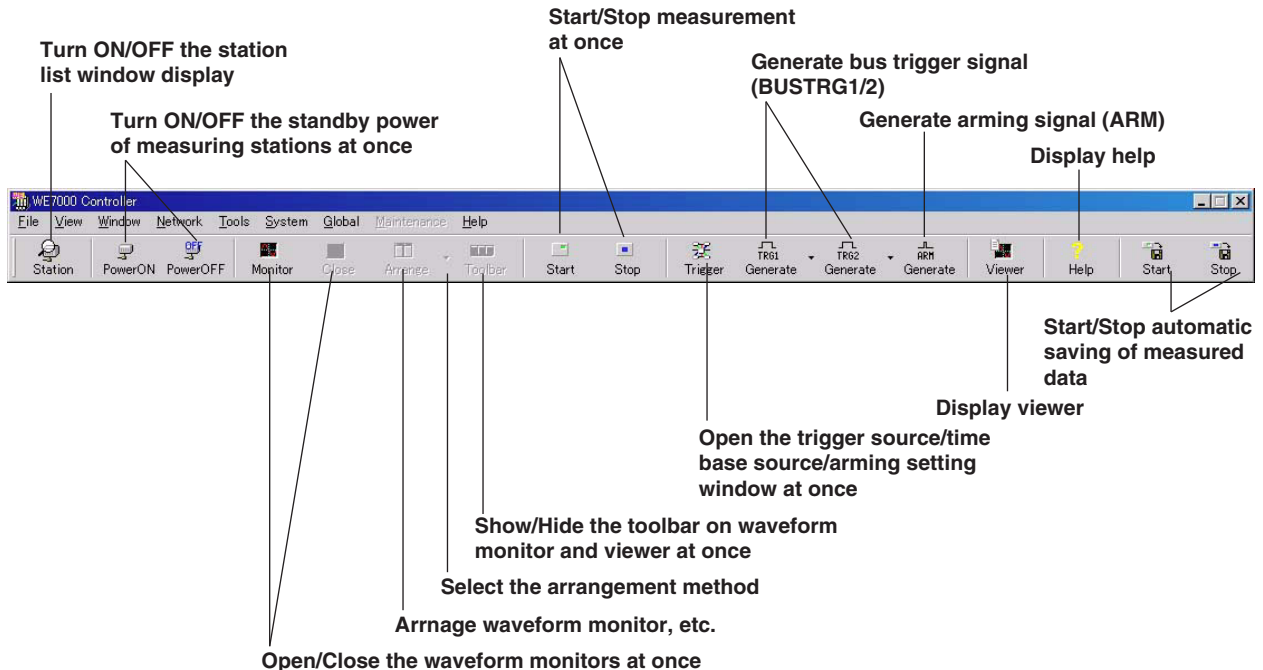 Start/Stop measurement
at once
Turn ON/OFF the station
list window display
Generate bus trigger signal
(BUSTRG1/2)
Turn ON/OFF the standby power
of measuring stations at once
Generate arming signal (ARM)
Display help
WE7000 Controller
File View Window Network Tools System Global Maintenance Help
OFF TRG1 TRG2 ARM ?
Station PowerON PowerOFF Monitor Close Arrange Toolbar Start Stop Trigger Generate Generate Generate Viewer Help Start Stop
Start/Stop automatic
saving of measured
data
Display viewer
Open the trigger source/time
base source/arming setting
window at once
Show/Hide the toolbar on waveform
monitor and viewer at once
Select the arrangement method
Arrnage waveform monitor, etc.
Open/Close the waveform monitors at once